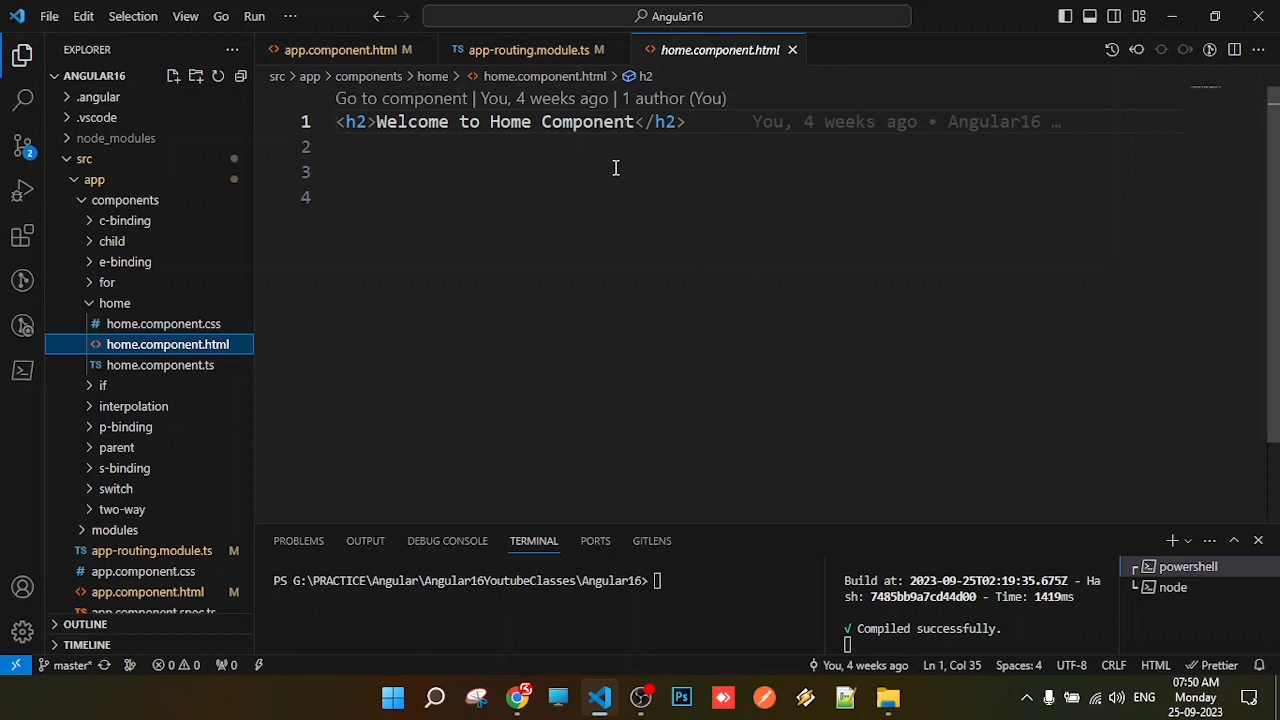 File Edit Selection View Go Run ···
Angular16
EXPLORER ···
app.component.html M
app-routing.module.ts M
home.component.html
ANGULAR16
src > app > components > home > home.component.html > h2
.angular
.vscode
node_modules
src
app
components
c-binding
child
e-binding
for
home
home.component.css
home.component.html
home.component.ts
if
interpolation
p-binding
parent
s-binding
switch
two-way
modules
app-routing.module.ts M
app.component.css
app.component.html M
app.component.spec.ts
OUTLINE
TIMELINE
Go to component | You, 4 weeks ago | 1 author (You)
1 <h2>Welcome to Home Component</h2> You, 4 weeks ago • Angular16 …
2
3
4
PROBLEMS OUTPUT DEBUG CONSOLE TERMINAL PORTS GITLENS
PS G:\PRACTICE\Angular\Angular16YoutubeClasses\Angular16>
Build at: 2023-09-25T02:19:35.675Z - Ha
sh: 7485bb9a7cd44d00 - Time: 1419ms
√ Compiled successfully.
powershell
node
2
master* 0 0 0 You, 4 weeks ago Ln 1, Col 35 Spaces: 4 UTF-8 CRLF HTML Prettier
3
Ps
ENG
07:50 AM
Monday
25-09-2023